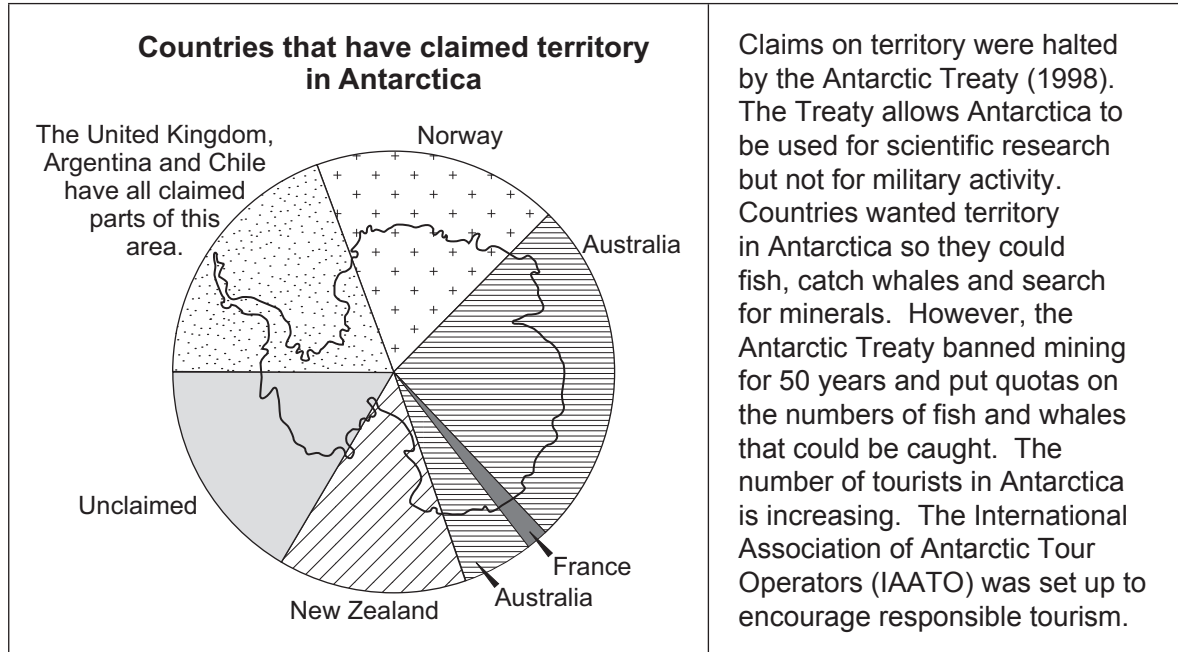 Countries that have claimed territory
in Antarctica
The United Kingdom,
Argentina and Chile
have all claimed
parts of this
area.
Norway
Australia
Unclaimed
New Zealand
Australia
France
Claims on territory were halted
by the Antarctic Treaty (1998).
The Treaty allows Antarctica to
be used for scientific research
but not for military activity.
Countries wanted territory
in Antarctica so they could
fish, catch whales and search
for minerals. However, the
Antarctic Treaty banned mining
for 50 years and put quotas on
the numbers of fish and whales
that could be caught. The
number of tourists in Antarctica
is increasing. The International
Association of Antarctic Tour
Operators (IAATO) was set up to
encourage responsible tourism.